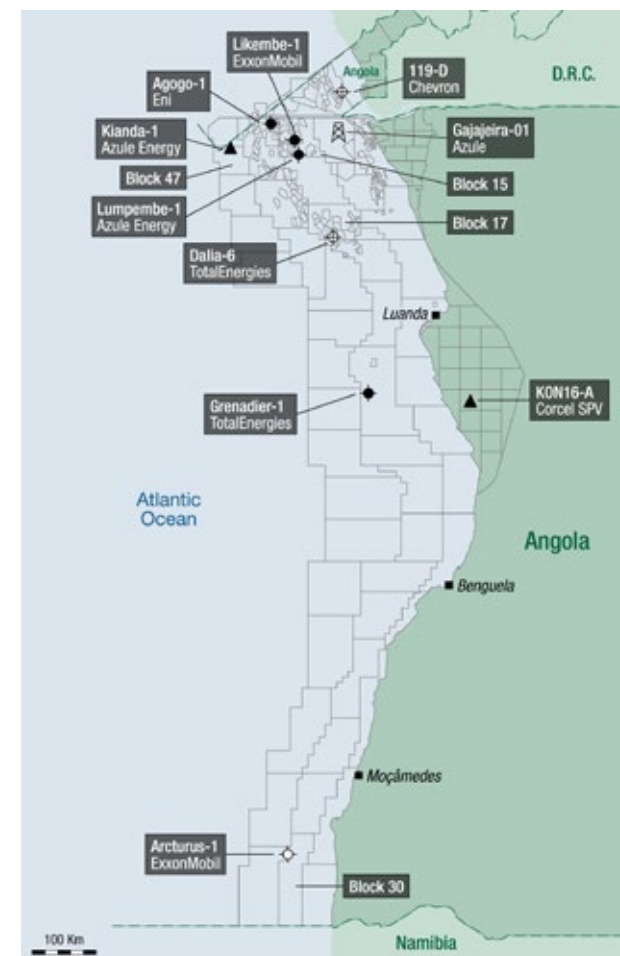 Likembe-1
ExxonMobil
Angola
119-D
Chevron
D.R.C.
Agogo-1
Eni
Kianda-1
Azule Energy
Gajajeira-01
Azule
Block 47
Block 15
Lumpembe-1
Azule Energy
Block 17
Dalia-6
TotalEnergies
Luanda
Grenadier-1
TotalEnergies
K0N16-A
Corcel SPV
Atlantic
Ocean
Angola
Benguela
Moçâmedes
Arcturus-1
ExxonMobil
Block 30
100 Km
Namibia